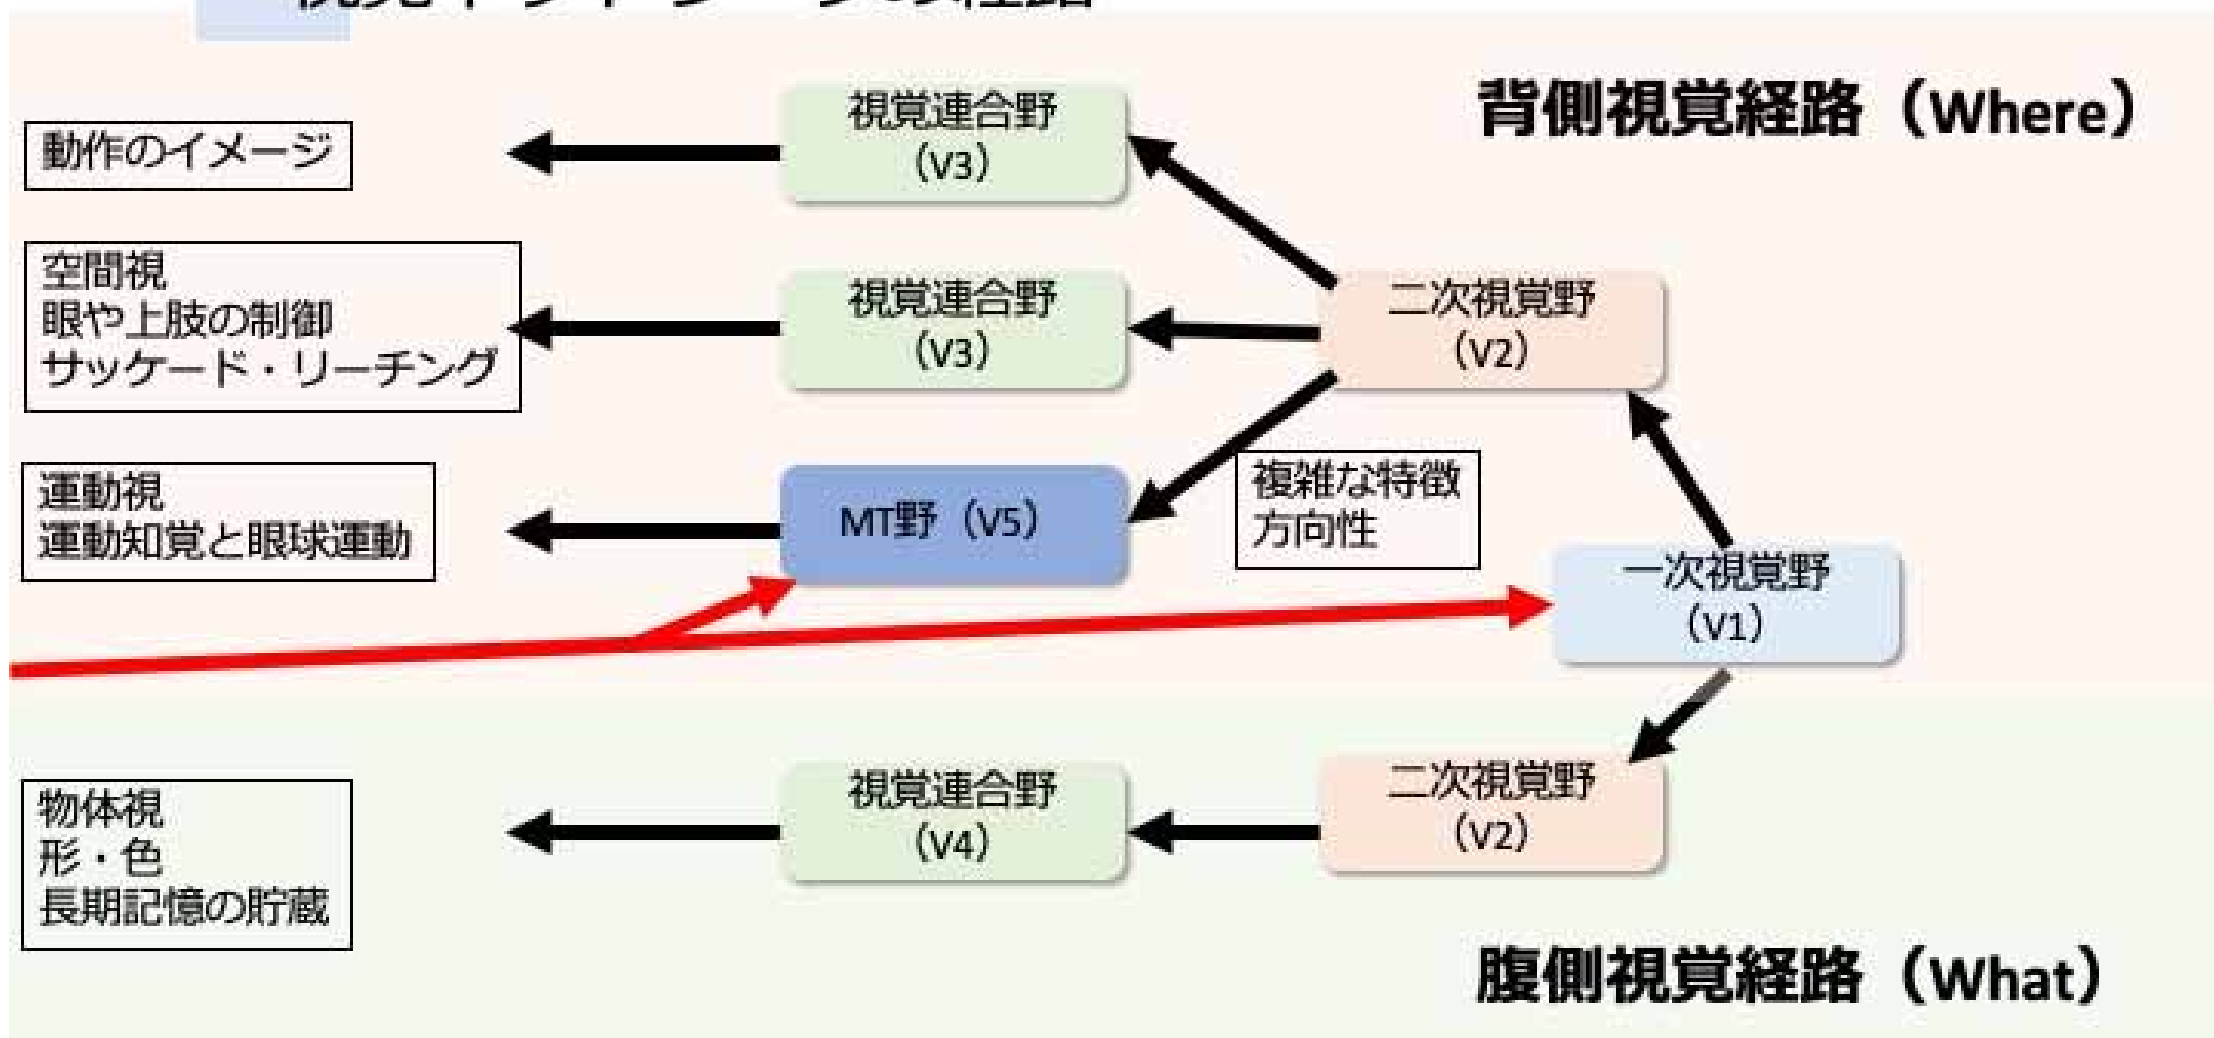 背側視覚経路（Where）
視覚連合野
（V3）
動作のイメージ
空間視
眼や上肢の制御
サッケード・リーチング
視覚連合野
（V3）
二次視覚野
（V2）
運動視
運動知覚と眼球運動
MT野（V5）
複雑な特徴
方向性
一次視覚野
（V1）
物体視
形・色
長期記憶の貯蔵
視覚連合野
（V4）
二次視覚野
（V2）
腹側視覚経路（What）